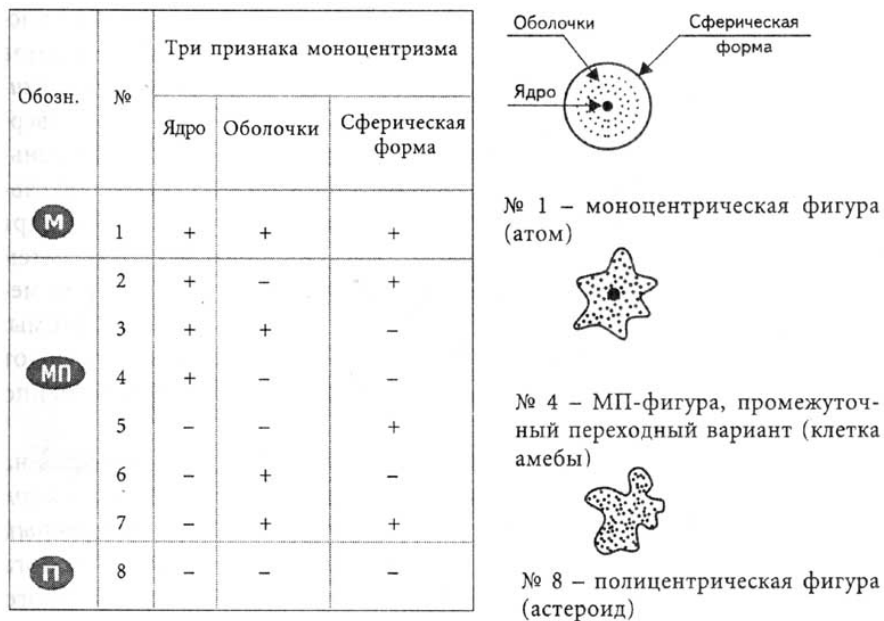 Обозн.
№
Три признака моноцентризма
Ядро
Оболочки
Сферическая
форма
М
1 + + +
2 + – +
3 + + –
МП
4 + – –
5 – – +
6 – + –
7 – + +
П
8 – – –
Оболочки
Сферическая
форма
Ядро
№ 1 – моноцентрическая фигура
(атом)
№ 4 – МП-фигура, промежуточ-
ный переходный вариант (клетка
амебы)
№ 8 – полицентрическая фигура
(астероид)